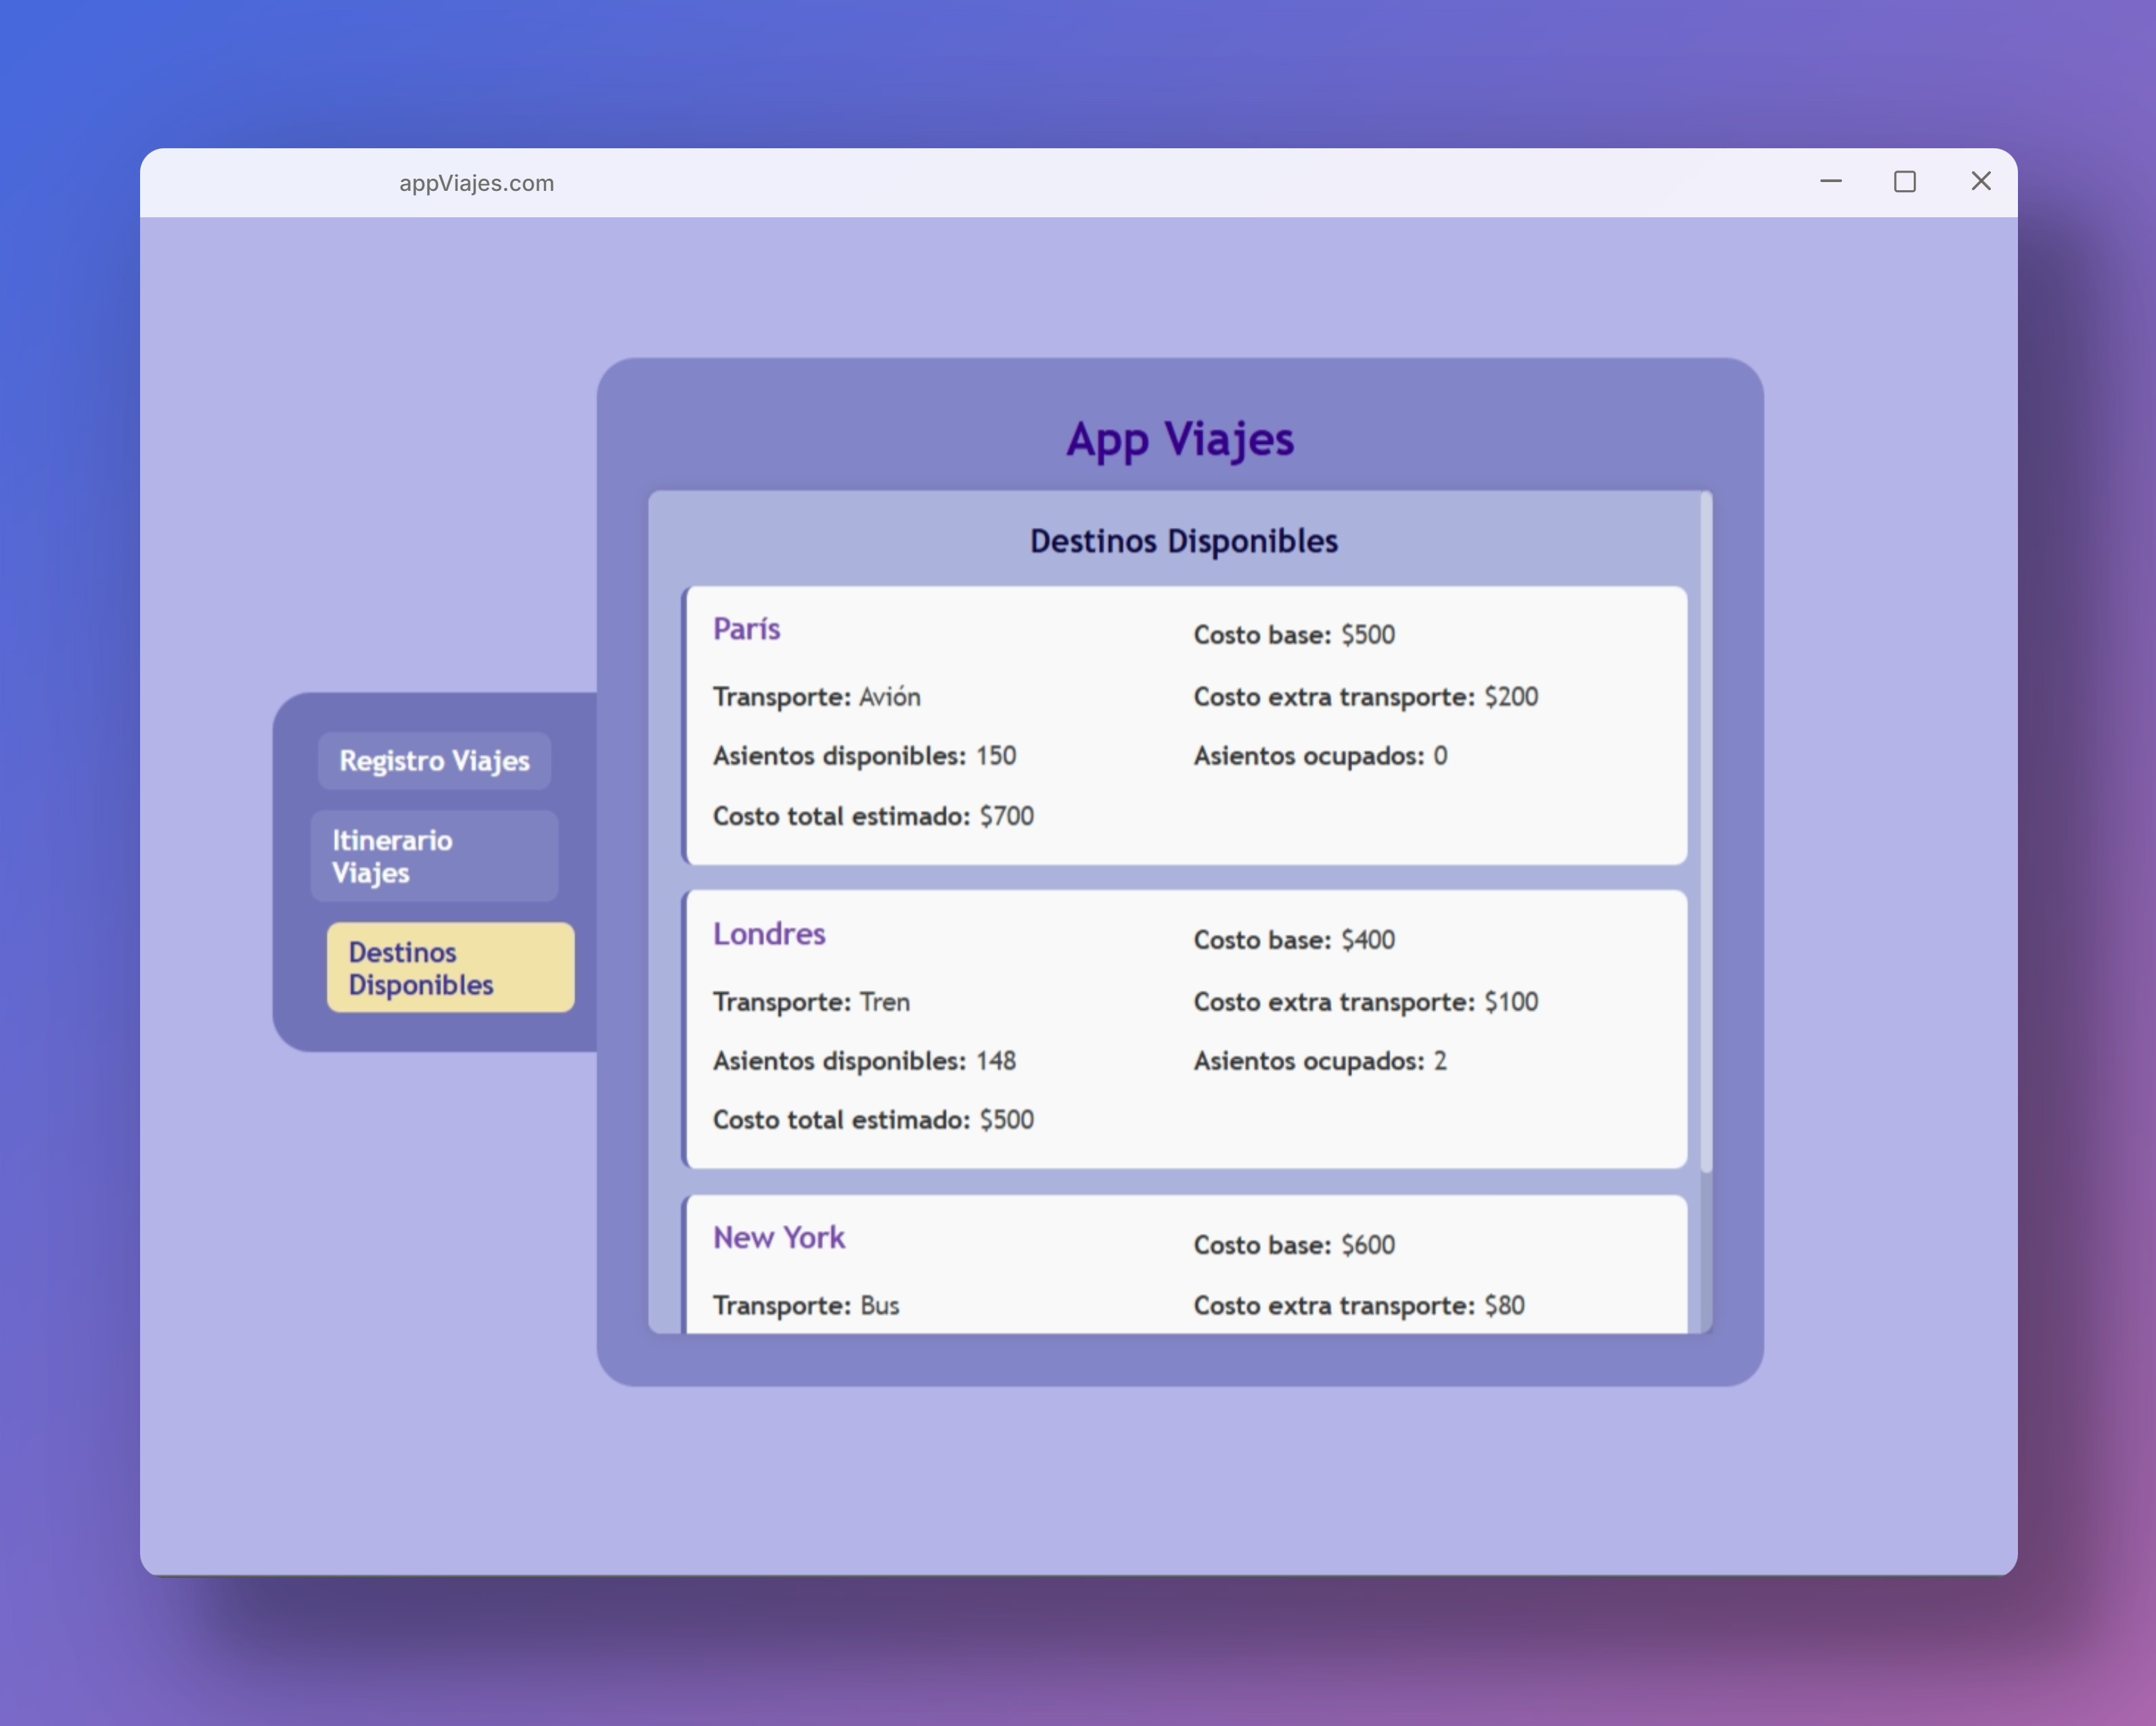 appViajes.com
App Viajes
Registro Viajes
Itinerario
Viajes
Destinos
Disponibles
Destinos Disponibles
París
Costo base: $500
Transporte: Avión
Costo extra transporte: $200
Asientos disponibles: 150
Asientos ocupados: 0
Costo total estimado: $700
Londres
Costo base: $400
Transporte: Tren
Costo extra transporte: $100
Asientos disponibles: 148
Asientos ocupados: 2
Costo total estimado: $500
New York
Costo base: $600
Transporte: Bus
Costo extra transporte: $80